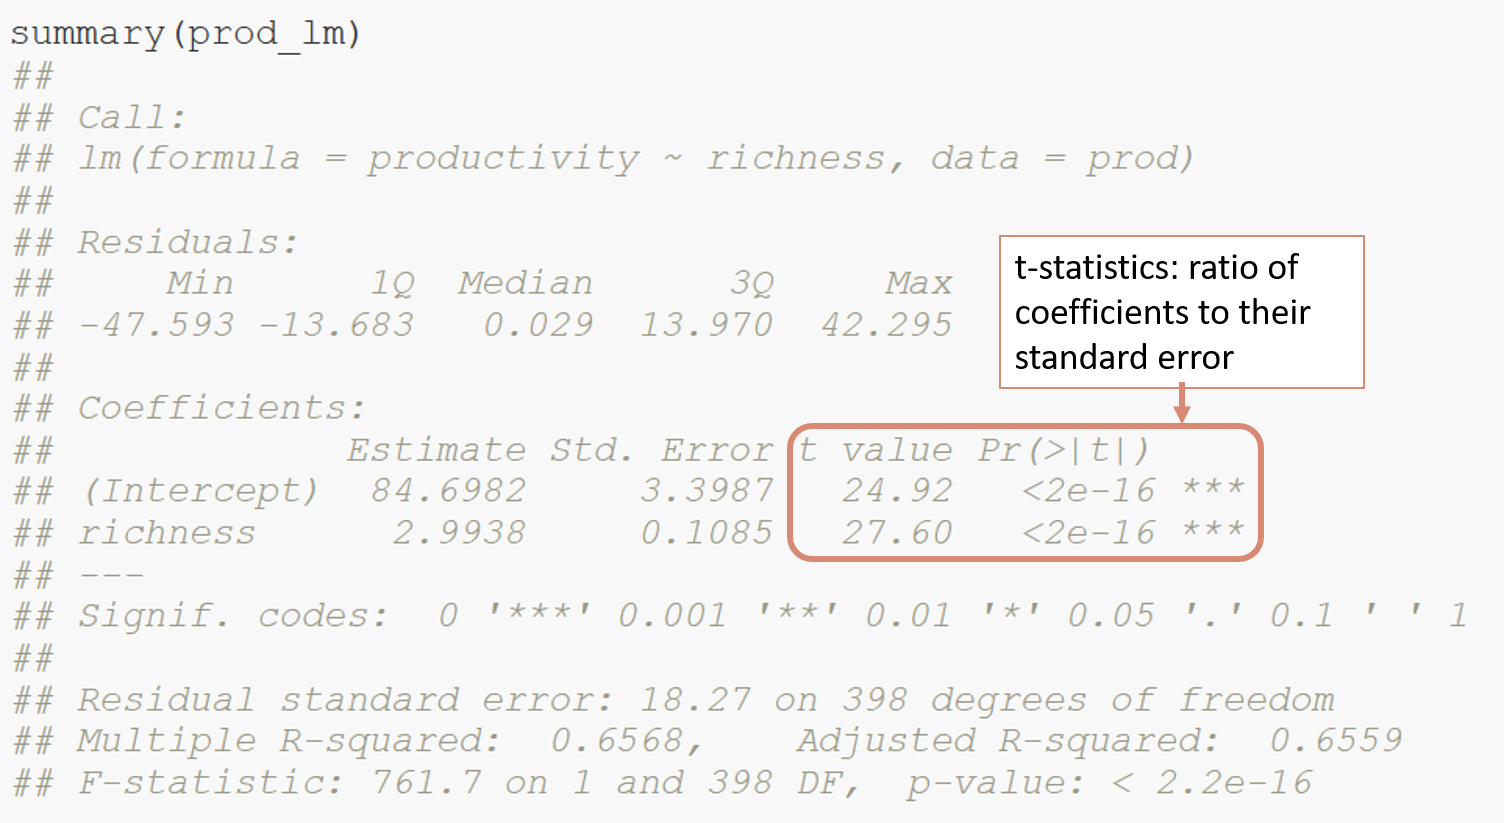 summary(prod_lm)
##
## Call:
## lm(formula = productivity ~ richness, data = prod)
##
## Residuals:
##     Min      1Q  Median      3Q     Max
## -47.593 -13.683   0.029  13.970  42.295
##
t-statistics: ratio of
coefficients to their
standard error
## Coefficients:
##             Estimate Std. Error t value Pr(>|t|)
## (Intercept)  84.6982     3.3987   24.92   <2e-16 ***
## richness      2.9938     0.1085   27.60   <2e-16 ***
## ---
## Signif. codes:  0 '***' 0.001 '**' 0.01 '*' 0.05 '.' 0.1 ' ' 1
##
## Residual standard error: 18.27 on 398 degrees of freedom
## Multiple R-squared:  0.6568,    Adjusted R-squared:  0.6559
## F-statistic: 761.7 on 1 and 398 DF,  p-value: < 2.2e-16